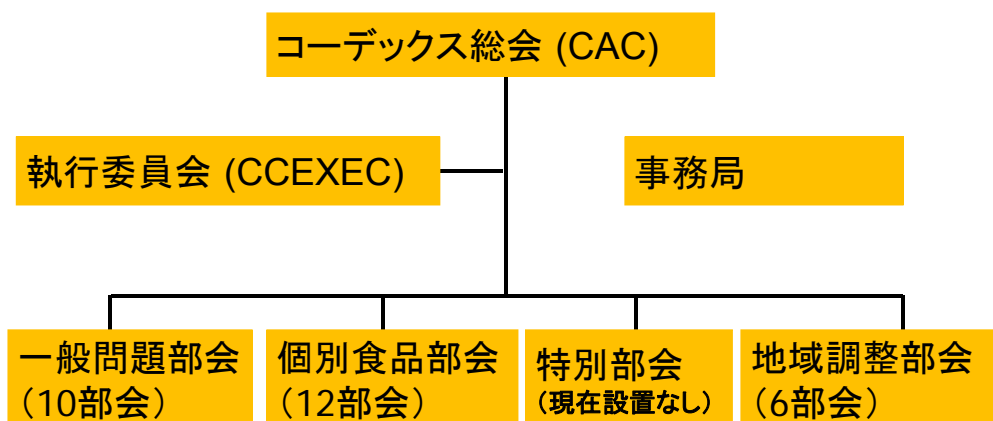 コーデックス総会 (CAC)
執行委員会 (CCEXEC)
事務局
一般問題部会
（10部会）
個別食品部会
（12部会）
特別部会
（現在設置なし）
地域調整部会
（6部会）